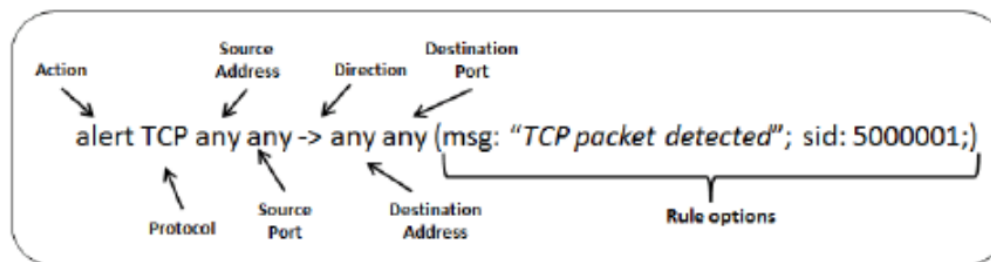 Source
Address
Destination
Port
Action
Direction
alert TCP any any -> any any (msg: “TCP packet detected”; sid: 5000001;)
Protocol
Source
Port
Destination
Address
Rule options